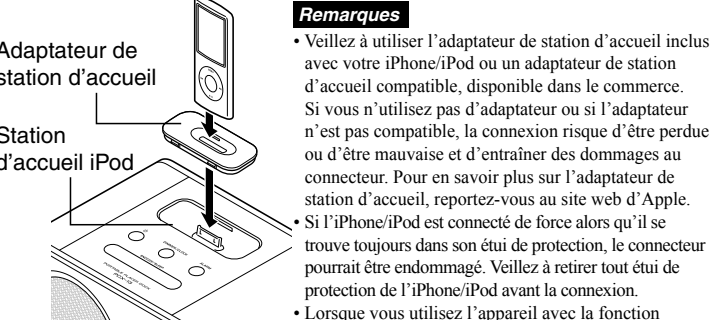 Adaptateur de
station d'accueil
Station
d'accueil iPod
PORTABLE PLAYER DOCK
PDX-13
Remarques
• Veillez à utiliser l'adaptateur de station d'accueil inclus
avec votre iPhone/iPod ou un adaptateur de station
d'accueil compatible, disponible dans le commerce.
Si vous n'utilisez pas d'adaptateur ou si l'adaptateur
n'est pas compatible, la connexion risque d'être perdue
ou d'être mauvaise et d'entraîner des dommages au
connecteur. Pour en savoir plus sur l'adaptateur de
station d'accueil, reportez-vous au site web d'Apple.
• Si l'iPhone/iPod est connecté de force alors qu'il se
trouve toujours dans son étui de protection, le connecteur
pourrait être endommagé. Veillez à retirer tout étui de
protection de l'iPhone/iPod avant la connexion.
• Lorsque vous utilisez l'appareil avec la fonction